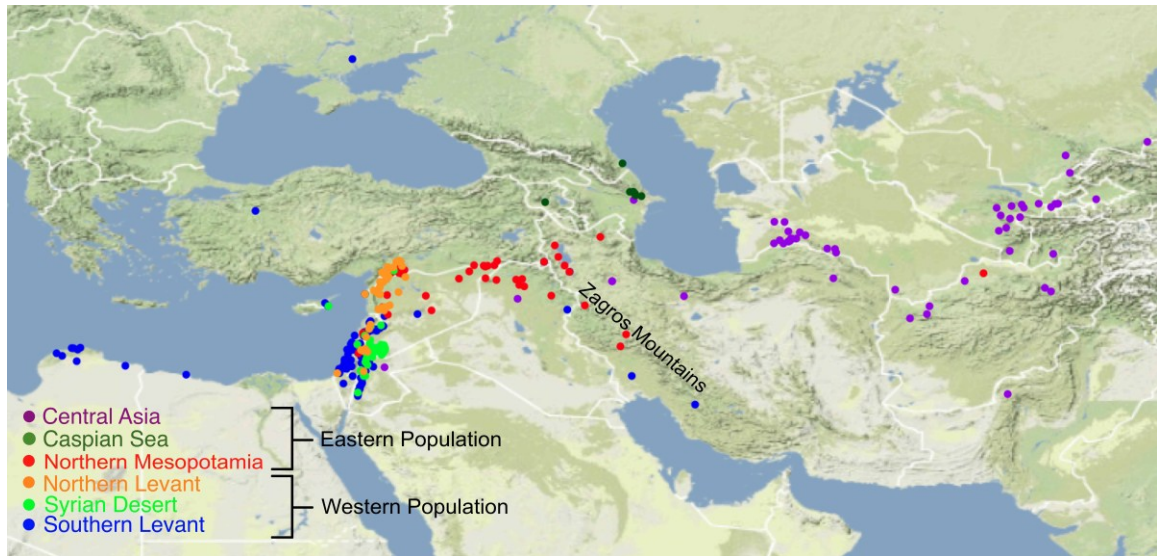 Zagros Mountains
Central Asia
Caspian Sea
Northern Mesopotamia
Northern Levant
Syrian Desert
Southern Levant
Eastern Population
Western Population